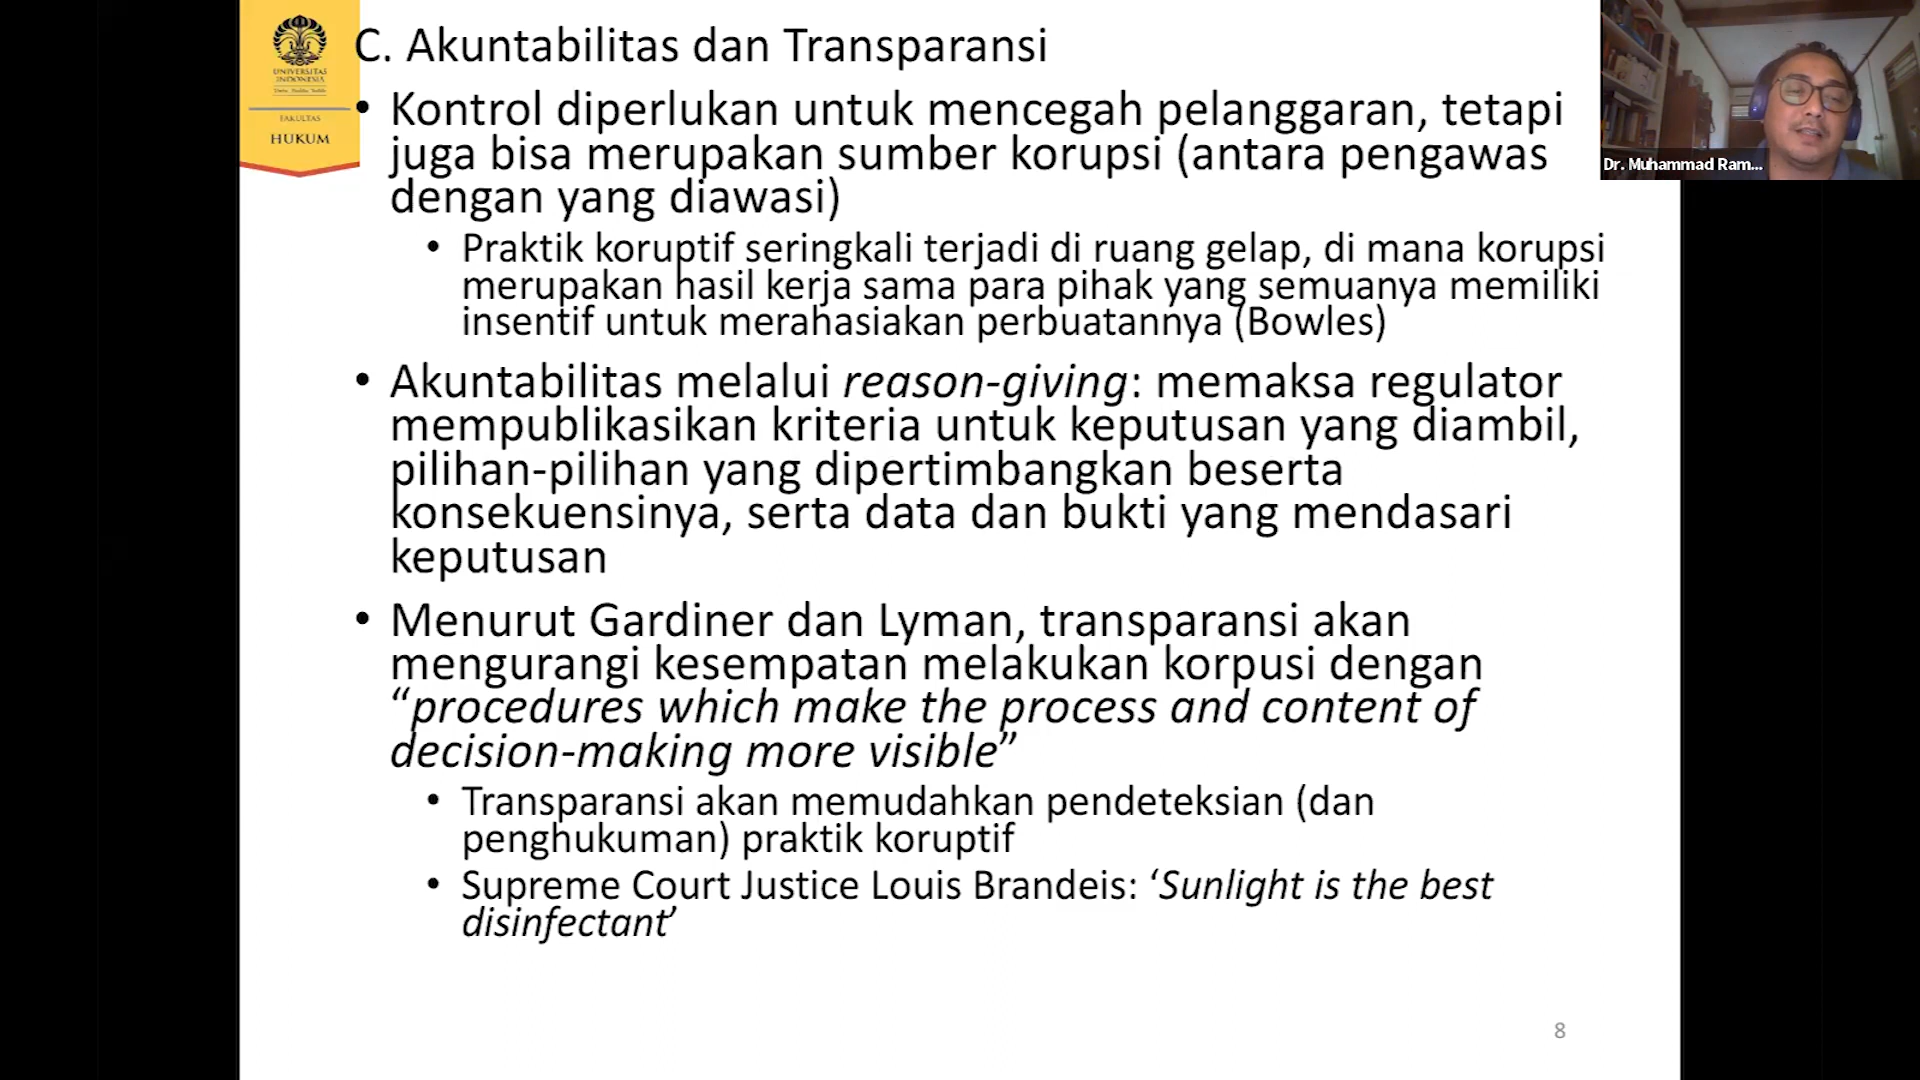 UNIVERSITAS
INDONESIA
FAKULTAS
HUKUM
C. Akuntabilitas dan Transparansi
• Kontrol diperlukan untuk mencegah pelanggaran, tetapi
juga bisa merupakan sumber korupsi (antara pengawas
dengan yang diawasi)
• Praktik koruptif seringkali terjadi di ruang gelap, di mana korupsi
merupakan hasil kerja sama para pihak yang semuanya memiliki
insentif untuk merahasiakan perbuatannya (Bowles)
• Akuntabilitas melalui reason-giving: memaksa regulator
mempublikasikan kriteria untuk keputusan yang diambil,
pilihan-pilihan yang dipertimbangkan beserta
konsekuensinya, serta data dan bukti yang mendasari
keputusan
• Menurut Gardiner dan Lyman, transparansi akan
mengurangi kesempatan melakukan korpusi dengan
“procedures which make the process and content of
decision-making more visible”
• Transparansi akan memudahkan pendeteksian (dan
penghukuman) praktik koruptif
• Supreme Court Justice Louis Brandeis: ‘Sunlight is the best
disinfectant’
8
Dr. Muhammad Ram...